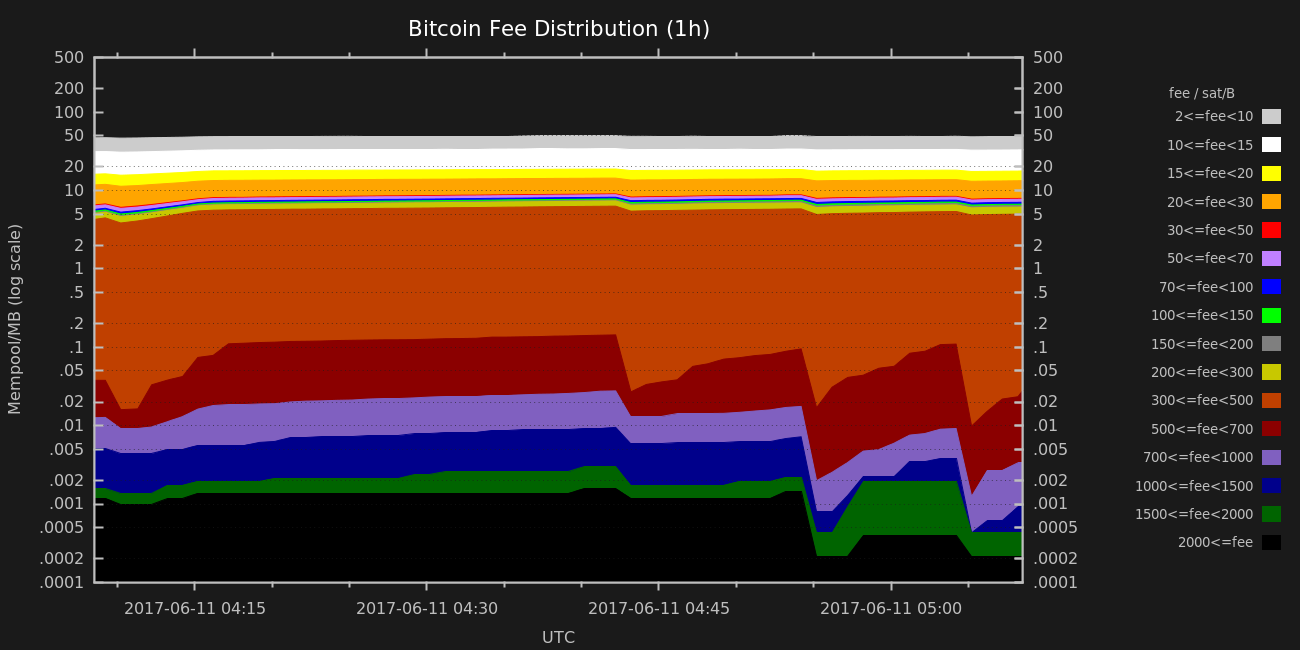 Bitcoin Fee Distribution (1h)
500 500
200 200
100 100
50 50
20 20
10 10
5 5
2 2
1 1
.5 .5
.2 .2
.1 .1
.05 .05
.02 .02
.01 .01
.005 .005
.002 .002
.001 .001
.0005 .0005
.0002 .0002
.0001 .0001
Mempool/MB (log scale)
2017-06-11 04:15 2017-06-11 04:30 2017-06-11 04:45 2017-06-11 05:00
UTC
fee / sat/B
2<=fee<10
10<=fee<15
15<=fee<20
20<=fee<30
30<=fee<50
50<=fee<70
70<=fee<100
100<=fee<150
150<=fee<200
200<=fee<300
300<=fee<500
500<=fee<700
700<=fee<1000
1000<=fee<1500
1500<=fee<2000
2000<=fee